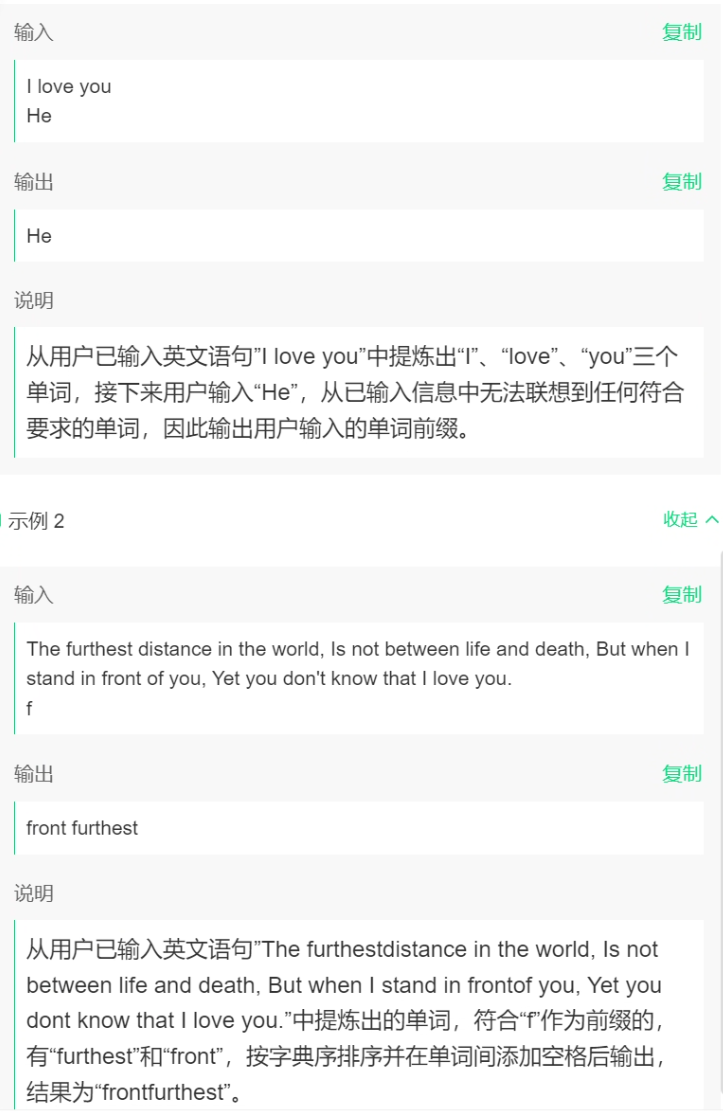 输入
复制
I love you
He
输出
复制
He
说明
从用户已输入英文语句”I love you”中提炼出“I”、“love”、“you”三个
单词，接下来用户输入“He”，从已输入信息中无法联想到任何符合
要求的单词，因此输出用户输入的单词前缀。
示例 2
收起
输入
复制
The furthest distance in the world, Is not between life and death, But when I
stand in front of you, Yet you don't know that I love you.
f
输出
复制
front furthest
说明
从用户已输入英文语句”The furthestdistance in the world, Is not
between life and death, But when I stand in frontof you, Yet you
dont know that I love you.”中提炼出的单词，符合“f”作为前缀的，
有“furthest”和“front”，按字典序排序并在单词间添加空格后输出，
结果为“frontfurthest”。